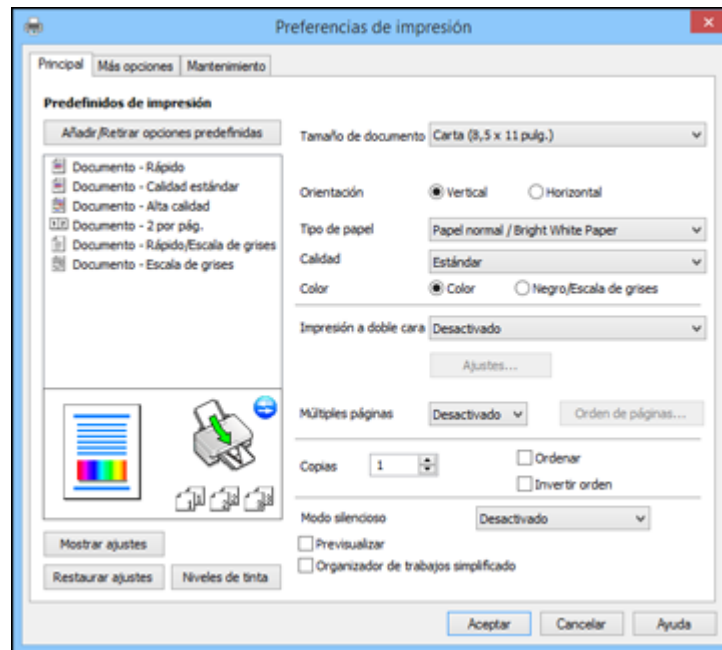 Preferencias de impresión
Principal
Más opciones
Mantenimiento
Predefinidos de impresión
Añadir/Retirar opciones predefinidas
Documento - Rápido
Documento - Calidad estándar
Documento - Alta calidad
Documento - 2 por pág.
Documento - Rápido/Escala de grises
Documento - Escala de grises
Mostrar ajustes
Restaurar ajustes
Niveles de tinta
Tamaño de documento
Carta (8,5 x 11 pulg.)
Orientación
Vertical
Horizontal
Tipo de papel
Papel normal / Bright White Paper
Calidad
Estándar
Color
Color
Negro/Escala de grises
Impresión a doble cara
Desactivado
Ajustes...
Múltiples páginas
Desactivado
Orden de páginas...
Copias
1
Ordenar
Invertir orden
Modo silencioso
Desactivado
Previsualizar
Organizador de trabajos simplificado
Aceptar
Cancelar
Ayuda